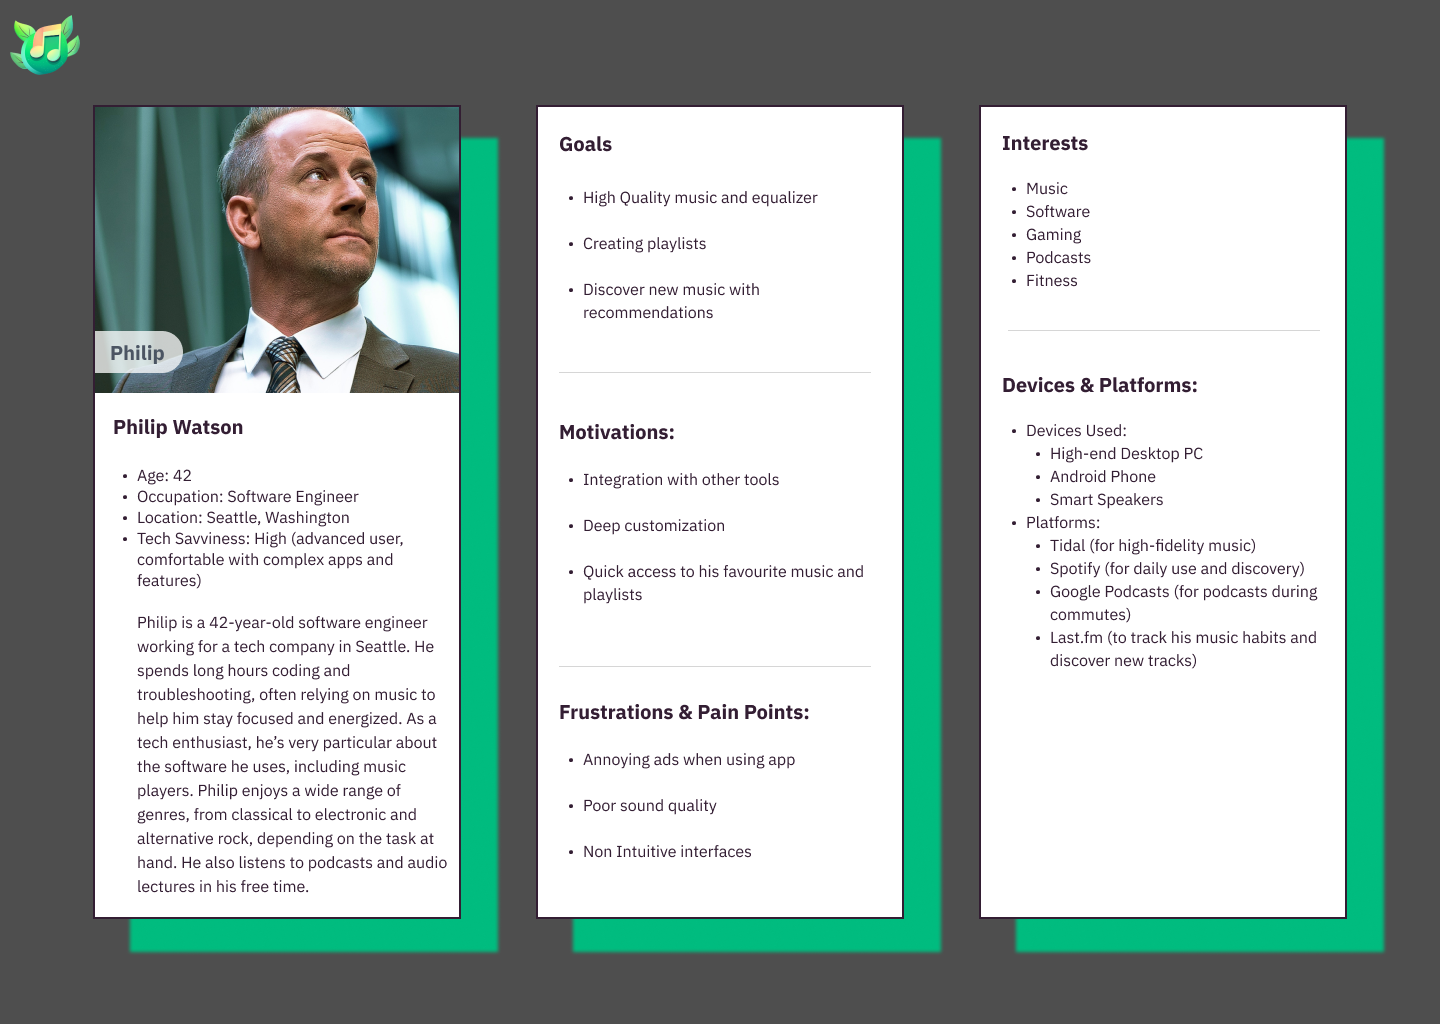 Philip
Philip Watson
• Age: 42
• Occupation: Software Engineer
• Location: Seattle, Washington
• Tech Savviness: High (advanced user,
comfortable with complex apps and
features)
Philip is a 42-year-old software engineer
working for a tech company in Seattle. He
spends long hours coding and
troubleshooting, often relying on music to
help him stay focused and energized. As a
tech enthusiast, he’s very particular about
the software he uses, including music
players. Philip enjoys a wide range of
genres, from classical to electronic and
alternative rock, depending on the task at
hand. He also listens to podcasts and audio
lectures in his free time.
Goals
• High Quality music and equalizer
• Creating playlists
• Discover new music with
recommendations
Motivations:
• Integration with other tools
• Deep customization
• Quick access to his favourite music and
playlists
Frustrations & Pain Points:
• Annoying ads when using app
• Poor sound quality
• Non Intuitive interfaces
Interests
• Music
• Software
• Gaming
• Podcasts
• Fitness
Devices & Platforms:
• Devices Used:
• High-end Desktop PC
• Android Phone
• Smart Speakers
• Platforms:
• Tidal (for high-fidelity music)
• Spotify (for daily use and discovery)
• Google Podcasts (for podcasts during
commutes)
• Last.fm (to track his music habits and
discover new tracks)